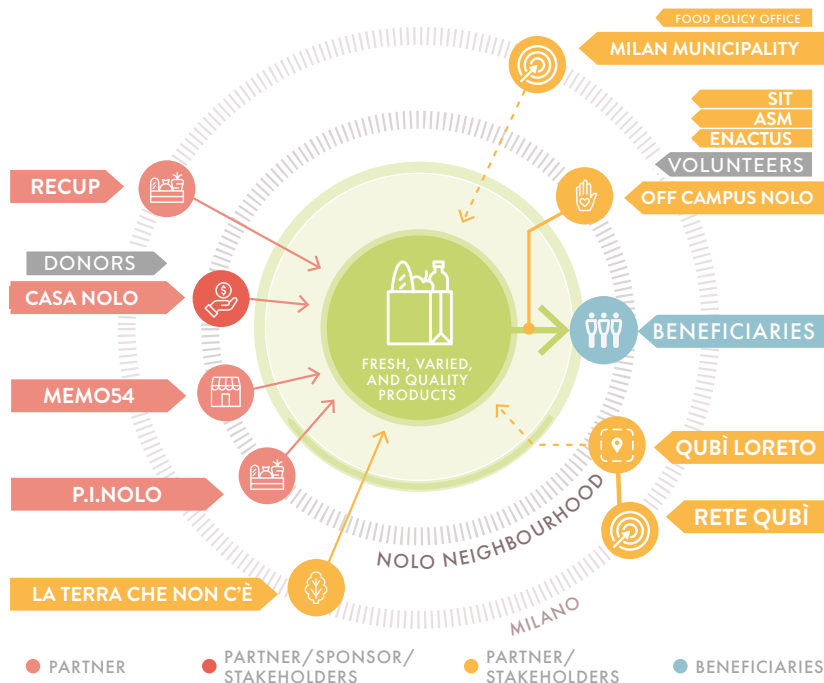 FOOD POLICY OFFICE
MILAN MUNICIPALITY
SIT
ASM
ENACTUS
VOLUNTEERS
OFF CAMPUS NOLO
RECUP
DONORS
CASA NOLO
MEMO54
P.I.NOLO
LA TERRA CHE NON C'È
FRESH, VARIED,
AND QUALITY
PRODUCTS
BENEFICIARIES
QUBÌ LORETO
RETE QUBÌ
NOLO NEIGHBOURHOOD
MILANO
PARTNER
PARTNER/SPONSOR/
STAKEHOLDERS
PARTNER/
STAKEHOLDERS
BENEFICIARIES